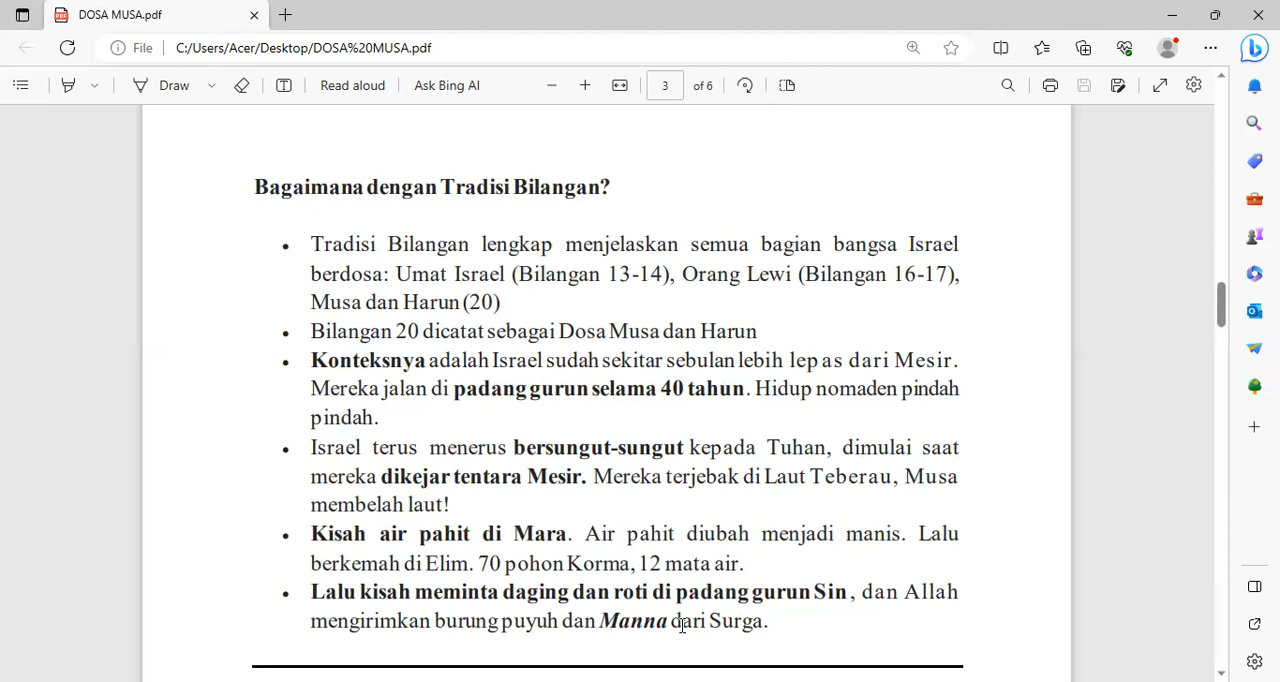 DOSA MUSA.pdf
File
C:/Users/Acer/Desktop/DOSA%20MUSA.pdf
Draw
Read aloud
Ask Bing AI
3
of 6
Bagaimana dengan Tradisi Bilangan?
• Tradisi Bilangan lengkap menjelaskan semua bagian bangsa Israel
berdosa: Umat Israel (Bilangan 13-14), Orang Lewi (Bilangan 16-17),
Musa dan Harun (20)
• Bilangan 20 dicatat sebagai Dosa Musa dan Harun
• Konteksnya adalah Israel sudah sekitar sebulan lebih lepas dari Mesir.
Mereka jalan di padang gurun selama 40 tahun. Hidup nomaden pindah
pindah.
• Israel terus menerus bersungut-sungut kepada Tuhan, dimulai saat
mereka dikejar tentara Mesir. Mereka terjebak di Laut Teberau, Musa
membelah laut!
• Kisah air pahit di Mara. Air pahit diubah menjadi manis. Lalu
berkemah di Elim. 70 pohon Korma, 12 mata air.
• Lalu kisah meminta daging dan roti di padang gurun Sin, dan Allah
mengirimkan burung puyuh dan Manna dari Surga.